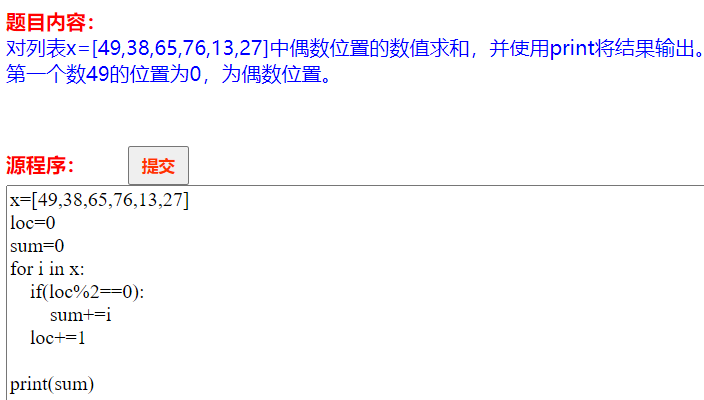 题目内容：
对列表x=[49,38,65,76,13,27]中偶数位置的数值求和，并使用print将结果输出。
第一个数49的位置为0，为偶数位置。
源程序： 提交
x=[49,38,65,76,13,27]
loc=0
sum=0
for i in x:
    if(loc%2==0):
        sum+=i
    loc+=1
print(sum)